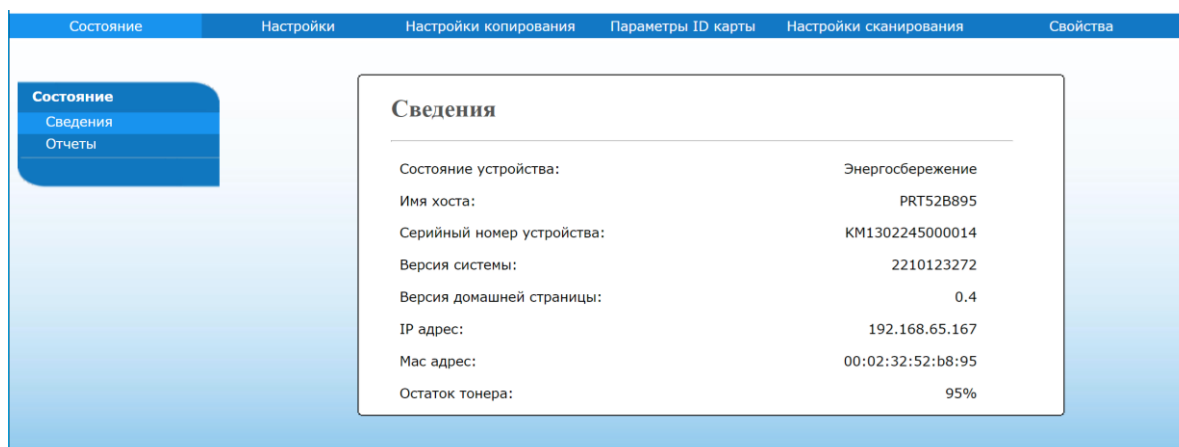 Состояние Настройки Настройки копирования Параметры ID карты Настройки сканирования Свойства
Состояние
Сведения
Отчеты
Сведения
Состояние устройства: Энергосбережение
Имя хоста: PRT52B895
Серийный номер устройства: KM1302245000014
Версия системы: 2210123272
Версия домашней страницы: 0.4
IP адрес: 192.168.65.167
Mac адрес: 00:02:32:52:b8:95
Остаток тонера: 95%